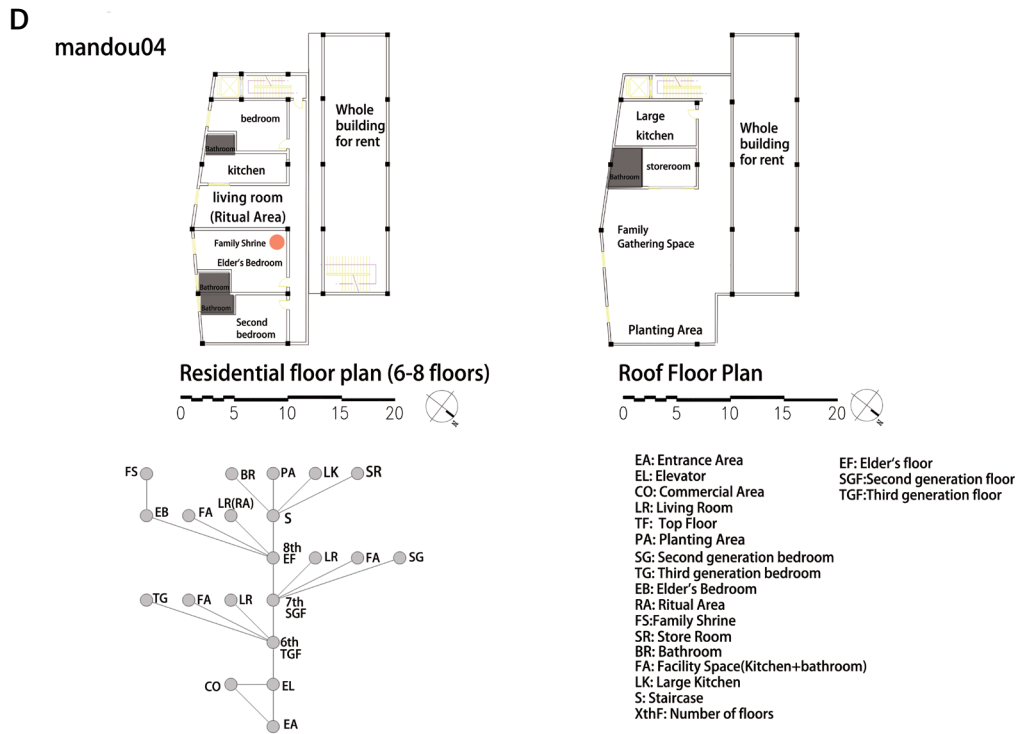 D
mandou04
bedroom
Bathroom
kitchen
living room
(Ritual Area)
Family Shrine
Elder's Bedroom
Bathroom
Bathroom
Second
bedroom
Whole
building
for rent
Large
kitchen
Bathroom
storeroom
Family
Gathering Space
Planting Area
Whole
building
for rent
Residential floor plan (6-8 floors)
0 5 10 15 20
N
Roof Floor Plan
0 5 10 15 20
N
FS
BR
PA
LK
SR
EB
FA
LR(RA)
S
8th
EF
LR
FA
SG
7th
SGF
TG
FA
LR
6th
TGF
CO
EL
EA
EA: Entrance Area
EL: Elevator
CO: Commercial Area
LR: Living Room
TF: Top Floor
PA: Planting Area
SG: Second generation bedroom
TG: Third generation bedroom
EB: Elder's Bedroom
RA: Ritual Area
FS:Family Shrine
SR: Store Room
BR: Bathroom
FA: Facility Space(Kitchen+bathroom)
LK: Large Kitchen
S: Staircase
XthF: Number of floors
EF: Elder's floor
SGF:Second generation floor
TGF:Third generation floor